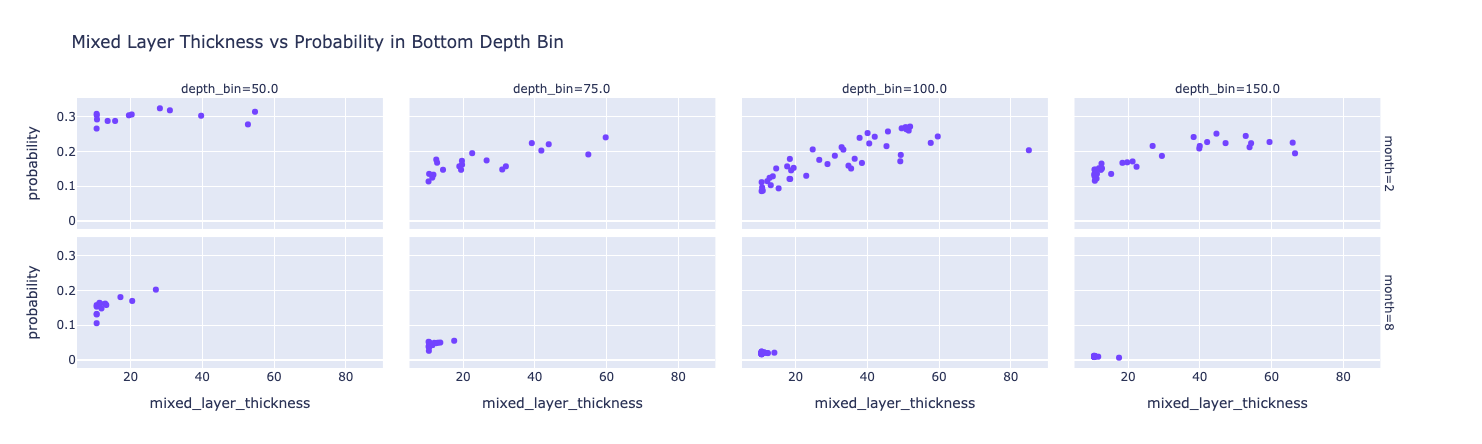 Mixed Layer Thickness vs Probability in Bottom Depth Bin
depth_bin=50.0
depth_bin=75.0
depth_bin=100.0
depth_bin=150.0
probability
0.3
0.2
0.1
0
month=2
probability
0.3
0.2
0.1
0
month=8
20 40 60 80
20 40 60 80
20 40 60 80
20 40 60 80
mixed_layer_thickness
mixed_layer_thickness
mixed_layer_thickness
mixed_layer_thickness